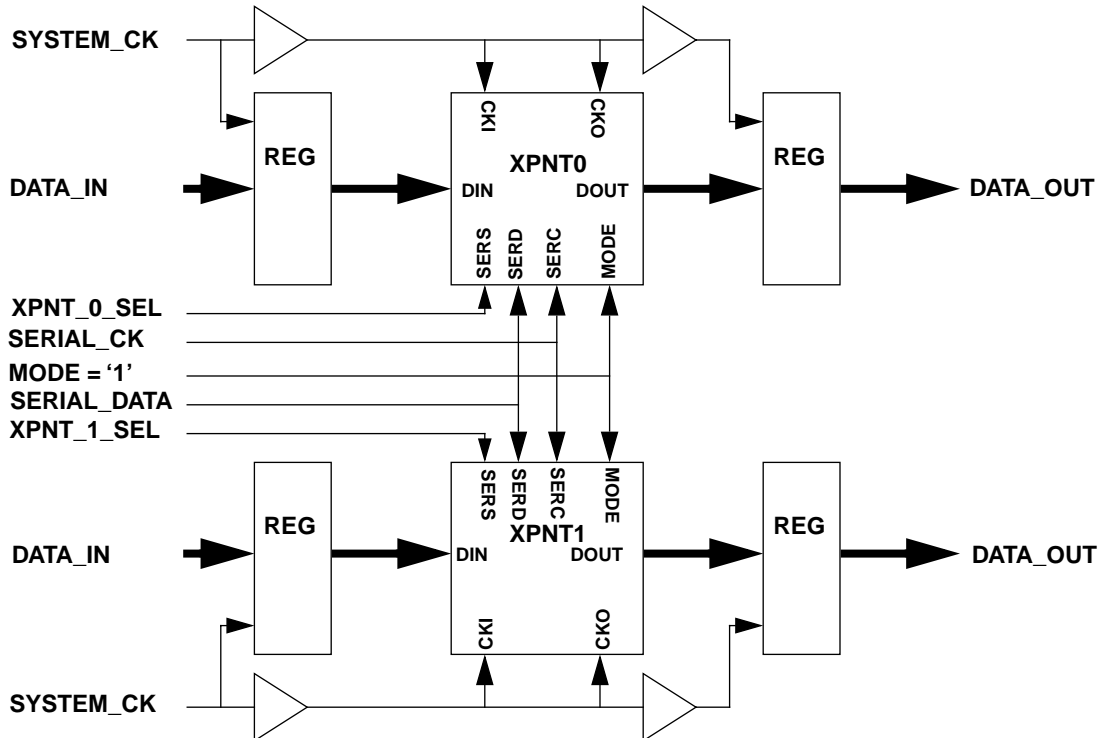 SYSTEM_CK
CKI
CKO
REG
XPNT0
REG
DATA_IN
DIN
DOUT
DATA_OUT
SERS
SERD
SERC
MODE
XPNT_0_SEL
SERIAL_CK
MODE = ‘1’
SERIAL_DATA
XPNT_1_SEL
SERS
SERD
SERC
MODE
REG
XPNT1
REG
DATA_IN
DIN
DOUT
DATA_OUT
CKI
CKO
SYSTEM_CK